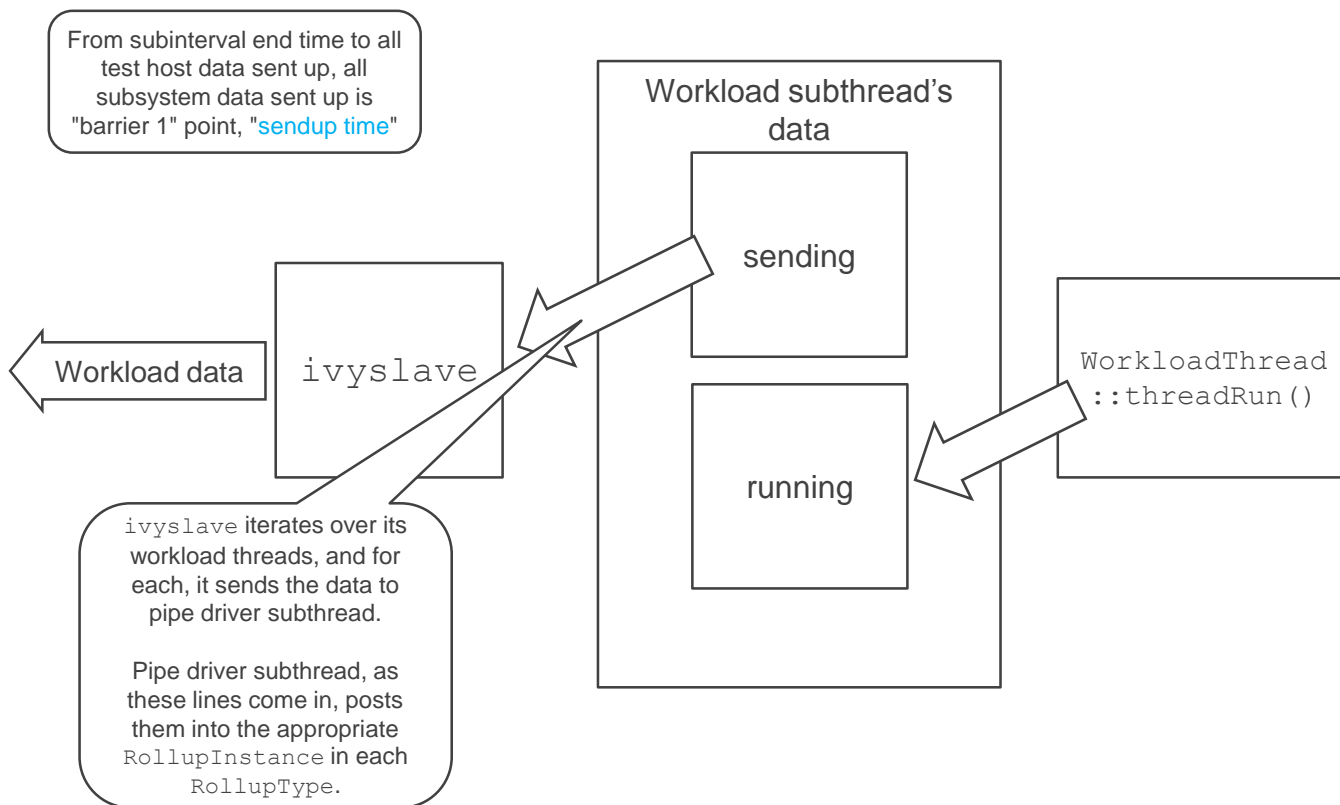 From subinterval end time to all
test host data sent up, all
subsystem data sent up is
"barrier 1" point, "sendup time"
Workload subthread's
data
sending
running
WorkloadThread
::threadRun()
ivyslave
Workload data
ivyslave iterates over its
workload threads, and for
each, it sends the data to
pipe driver subthread.
Pipe driver subthread, as
these lines come in, posts
them into the appropriate
RollupInstance in each
RollupType.